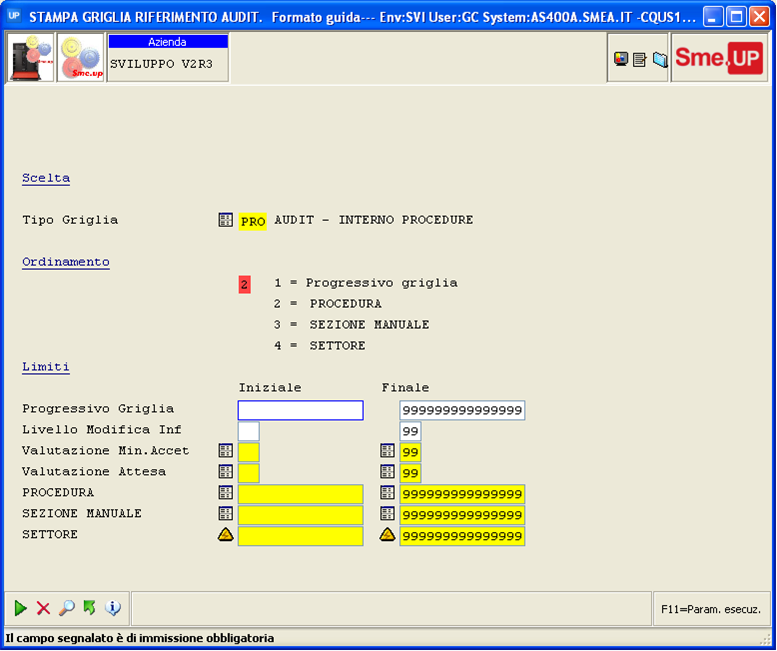 UP STAMPA GRIGLIA RIFERIMENTO AUDIT. Formato guida--- Env:SVI User:GC System:AS400A.SMEA.IT -CQUS1...
Sme.up
Azienda
SVILUPPO V2R3
Sme.UP
Scelta
Tipo Griglia PRO AUDIT - INTERNO PROCEDURE
Ordinamento
2 1 = Progressivo griglia
2 = PROCEDURA
3 = SEZIONE MANUALE
4 = SETTORE
Limiti
Iniziale Finale
Progressivo Griglia 999999999999999
Livello Modifica Inf 99
Valutazione Min.Accet 99
Valutazione Attesa 99
PROCEDURA 999999999999999
SEZIONE MANUALE 999999999999999
SETTORE 999999999999999
F11=Param. esecuz.
Il campo segnalato è di immissione obbligatoria